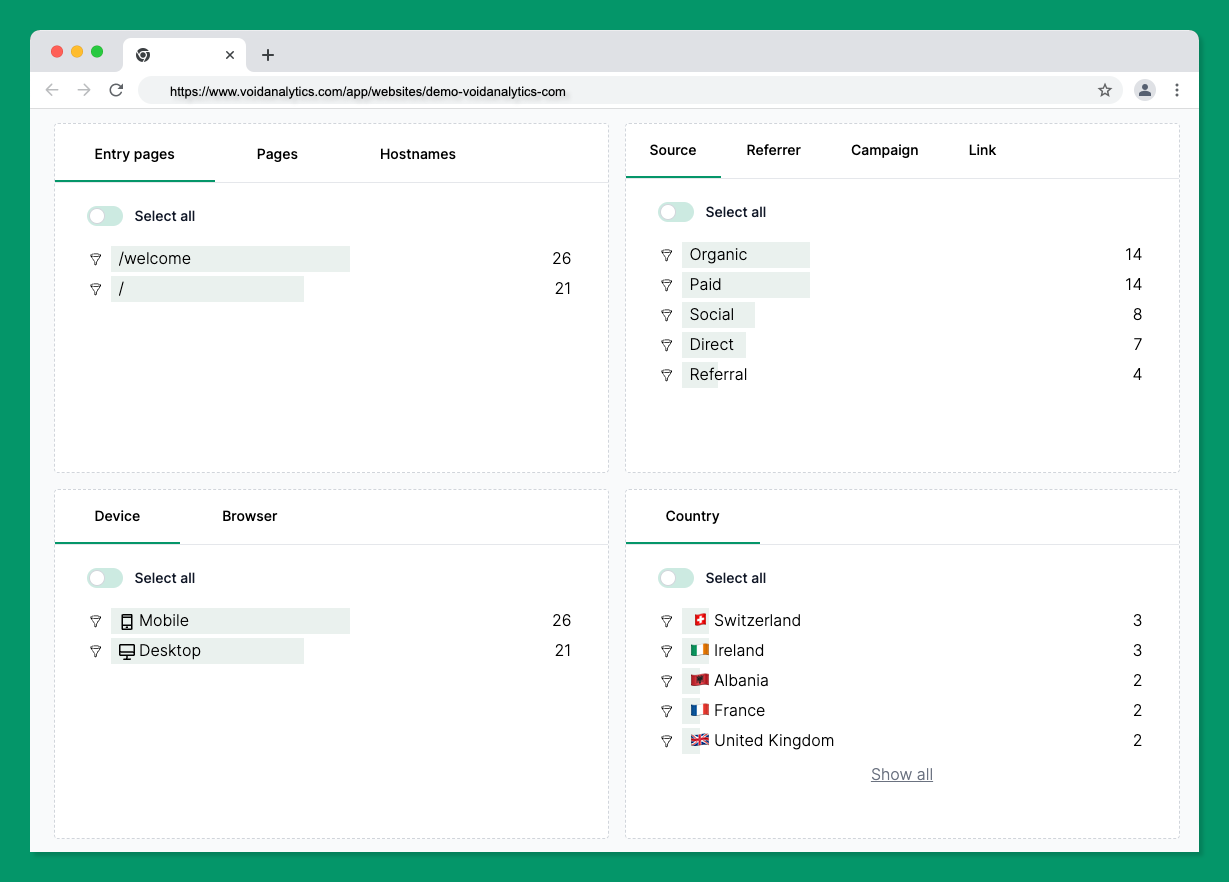 https://www.voidanalytics.com/app/websites/demo-voidanalytics-com
Entry pages Pages Hostnames
Select all
/welcome 26
/ 21
Source Referrer Campaign Link
Select all
Organic 14
Paid 14
Social 8
Direct 7
Referral 4
Device Browser
Select all
Mobile 26
Desktop 21
Country
Select all
Switzerland 3
Ireland 3
Albania 2
France 2
United Kingdom 2
Show all